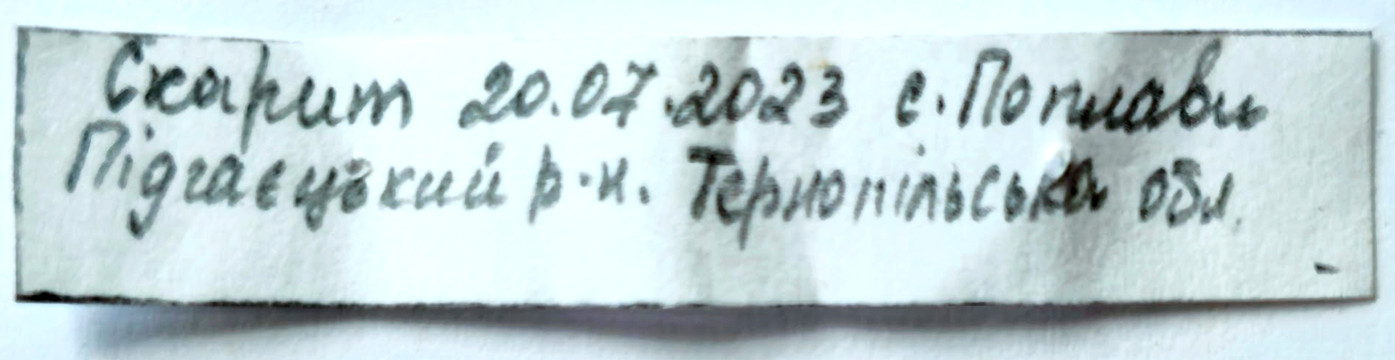 Скарит 20.07.2023 с. Поплави
Підгаєцький р-н. Тернопільська обл.